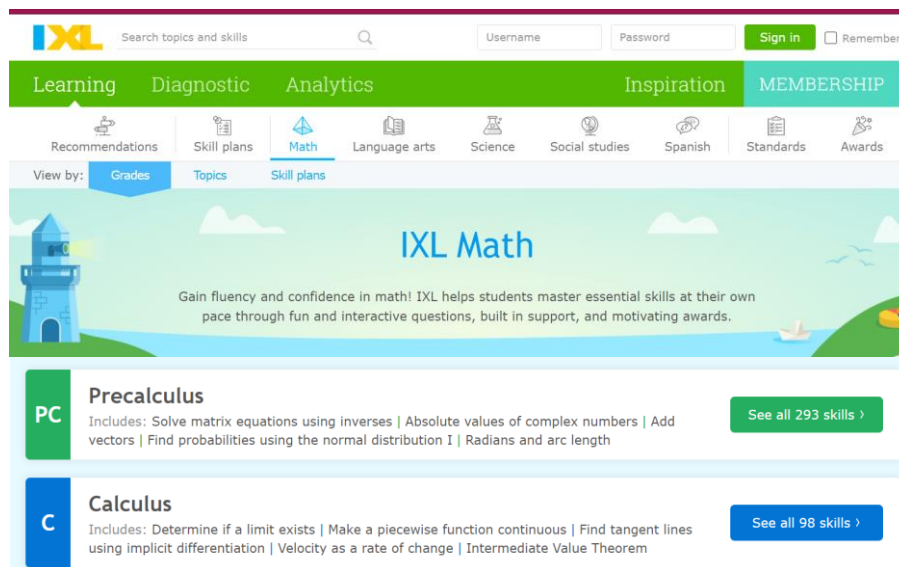 IXL Search topics and skills Username Password Sign in Remember
Learning Diagnostic Analytics Inspiration MEMBERSHIP
Recommendations Skill plans Math Language arts Science Social studies Spanish Standards Awards
View by: Grades Topics Skill plans
IXL Math
Gain fluency and confidence in math! IXL helps students master essential skills at their own
pace through fun and interactive questions, built in support, and motivating awards.
Precalculus
PC Includes: Solve matrix equations using inverses | Absolute values of complex numbers | Add See all 293 skills ›
vectors | Find probabilities using the normal distribution I | Radians and arc length
Calculus
C Includes: Determine if a limit exists | Make a piecewise function continuous | Find tangent lines See all 98 skills ›
using implicit differentiation | Velocity as a rate of change | Intermediate Value Theorem